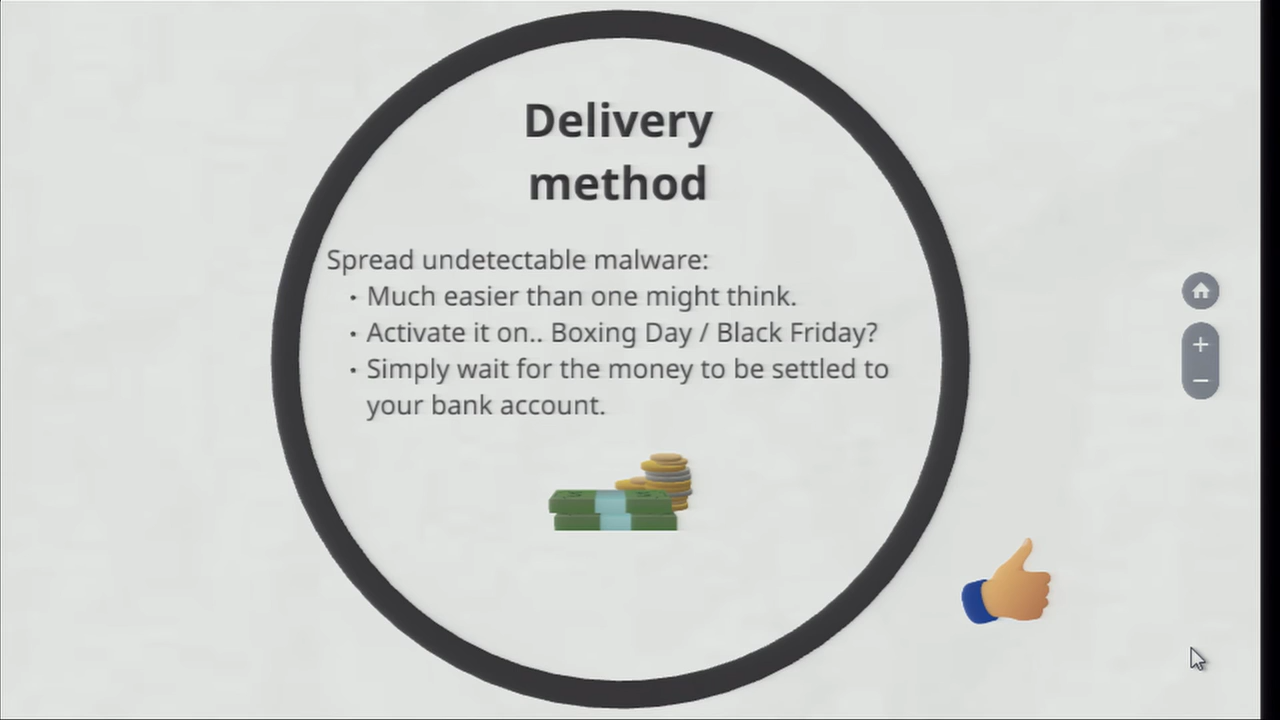 Delivery
method
Spread undetectable malware:
• Much easier than one might think.
• Activate it on.. Boxing Day / Black Friday?
• Simply wait for the money to be settled to
your bank account.